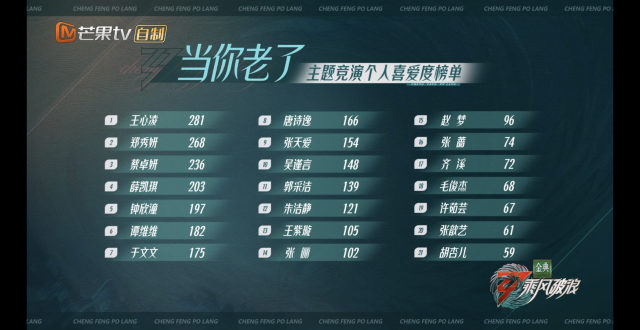 CHENG FENG PO LANG CHENG FENG PO LANG CHENG FENG PO LANG CHENG FENG PO LANG
芒果tv 自制
当你老了
主题竞演个人喜爱度榜单
1 王心凌 281
2 郑秀妍 268
3 蔡卓妍 236
4 薛凯琪 203
5 钟欣潼 197
6 谭维维 182
7 于文文 175
8 唐诗逸 166
9 张天爱 154
10 吴谨言 148
11 郭采洁 139
12 朱洁静 121
13 王紫璇 105
14 张俪 102
15 赵梦 96
16 张蔷 74
17 齐溪 72
18 毛俊杰 68
19 许茹芸 67
20 张歆艺 61
21 胡杏儿 59
金典
乘风破浪
LANG CHENG FENG PO LANG CHENG FENG PO LANG CHENG FENG PO LANG CHENG FENG PO LANG